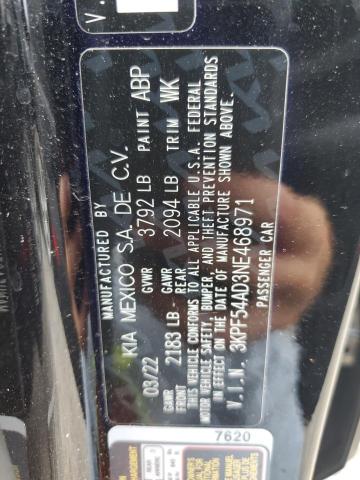 MANUFACTURED BY
KIA MEXICO S.A. DE C.V.
03/22 GVWR 3792 LB PAINT ABP
GAWR FRONT 2183 LB GAWR REAR 2094 LB TRIM WK
THIS VEHICLE CONFORMS TO ALL APPLICABLE U.S.A. FEDERAL
MOTOR VEHICLE SAFETY, BUMPER, AND THEFT PREVENTION STANDARDS
IN EFFECT ON THE DATE OF MANUFACTURE SHOWN ABOVE.
V.I.N. 3KPF54AD3NE468971
PASSENGER CAR
7620
REAR